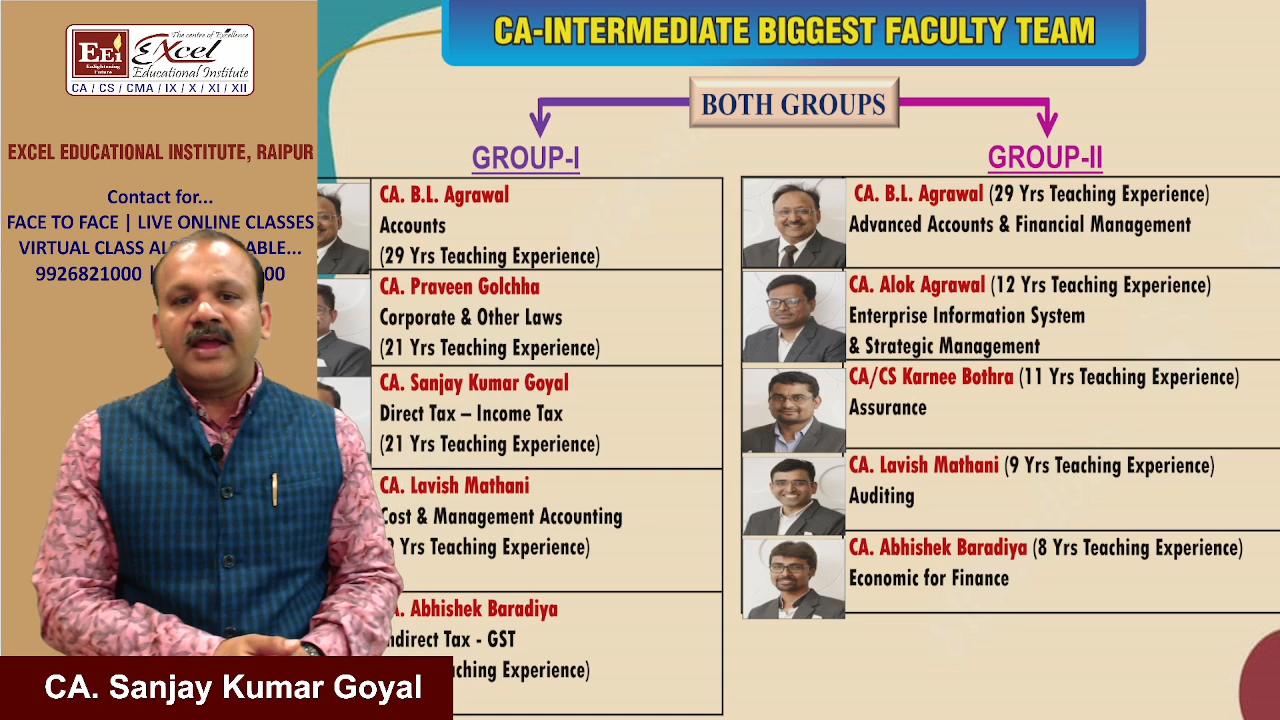 EEi
Enlightening
Future
The centre of Excellence
Excel
Educational Institute
CA / CS / CMA / IX / X / XI / XII
EXCEL EDUCATIONAL INSTITUTE, RAIPUR
Contact for...
FACE TO FACE | LIVE ONLINE CLASSES
VIRTUAL CLASS
9926821000 |
CA-INTERMEDIATE BIGGEST FACULTY TEAM
BOTH GROUPS
GROUP-I
CA. B.L. Agrawal
Accounts
(29 Yrs Teaching Experience)
CA. Praveen Golchha
Corporate & Other Laws
(21 Yrs Teaching Experience)
CA. Sanjay Kumar Goyal
Direct Tax – Income Tax
(21 Yrs Teaching Experience)
CA. Lavish Mathani
Cost & Management Accounting
Yrs Teaching Experience)
Abhishek Baradiya
Tax - GST
Experience)
GROUP-II
CA. B.L. Agrawal (29 Yrs Teaching Experience)
Advanced Accounts & Financial Management
CA. Alok Agrawal (12 Yrs Teaching Experience)
Enterprise Information System
& Strategic Management
CA/CS Karnee Bothra (11 Yrs Teaching Experience)
Assurance
CA. Lavish Mathani (9 Yrs Teaching Experience)
Auditing
CA. Abhishek Baradiya (8 Yrs Teaching Experience)
Economic for Finance
CA. Sanjay Kumar Goyal